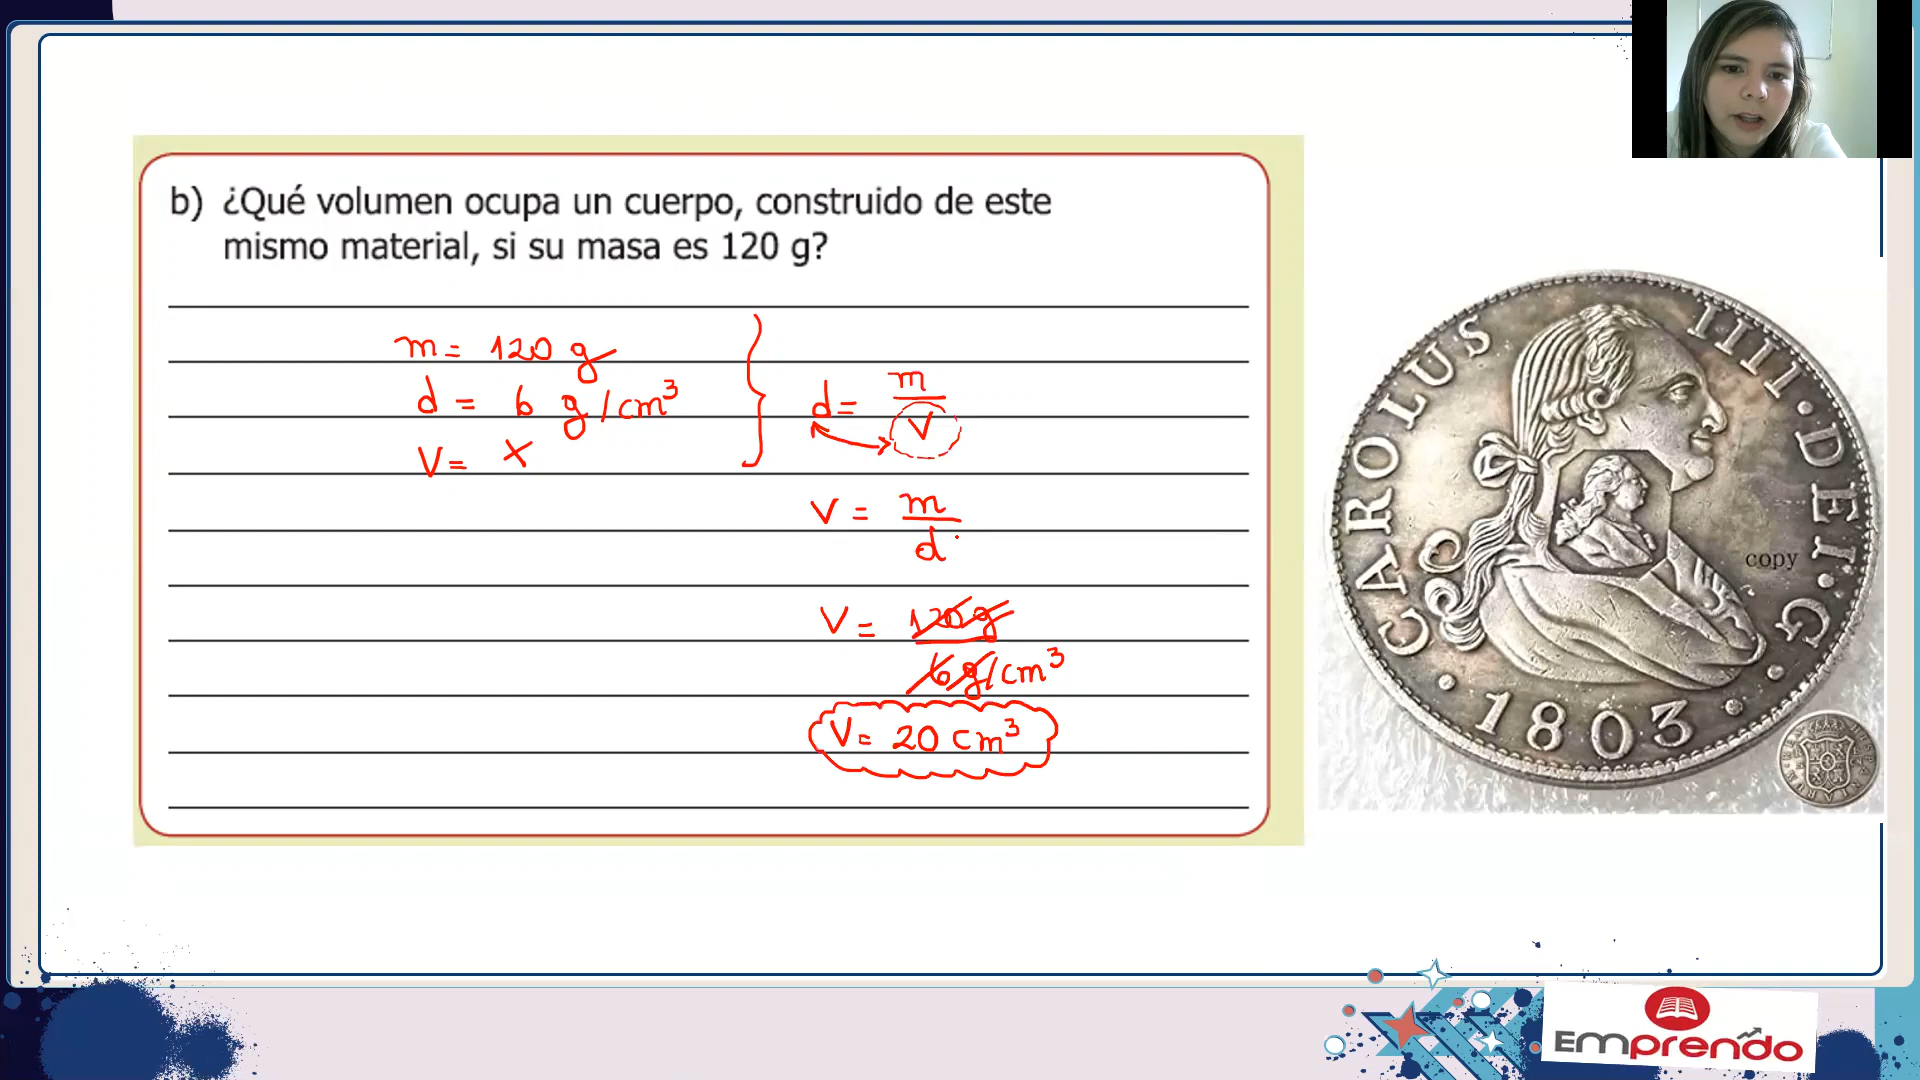 b) ¿Qué volumen ocupa un cuerpo, construido de este
mismo material, si su masa es 120 g?
m = 120 g
d = 6 g/cm³
V = x
d = m/V
V = m/d
V = 120 g / 6 g/cm³
V = 20 cm³
CAROLUS IIII · DEI · G ·
· 1803 ·
copy
Emprendo